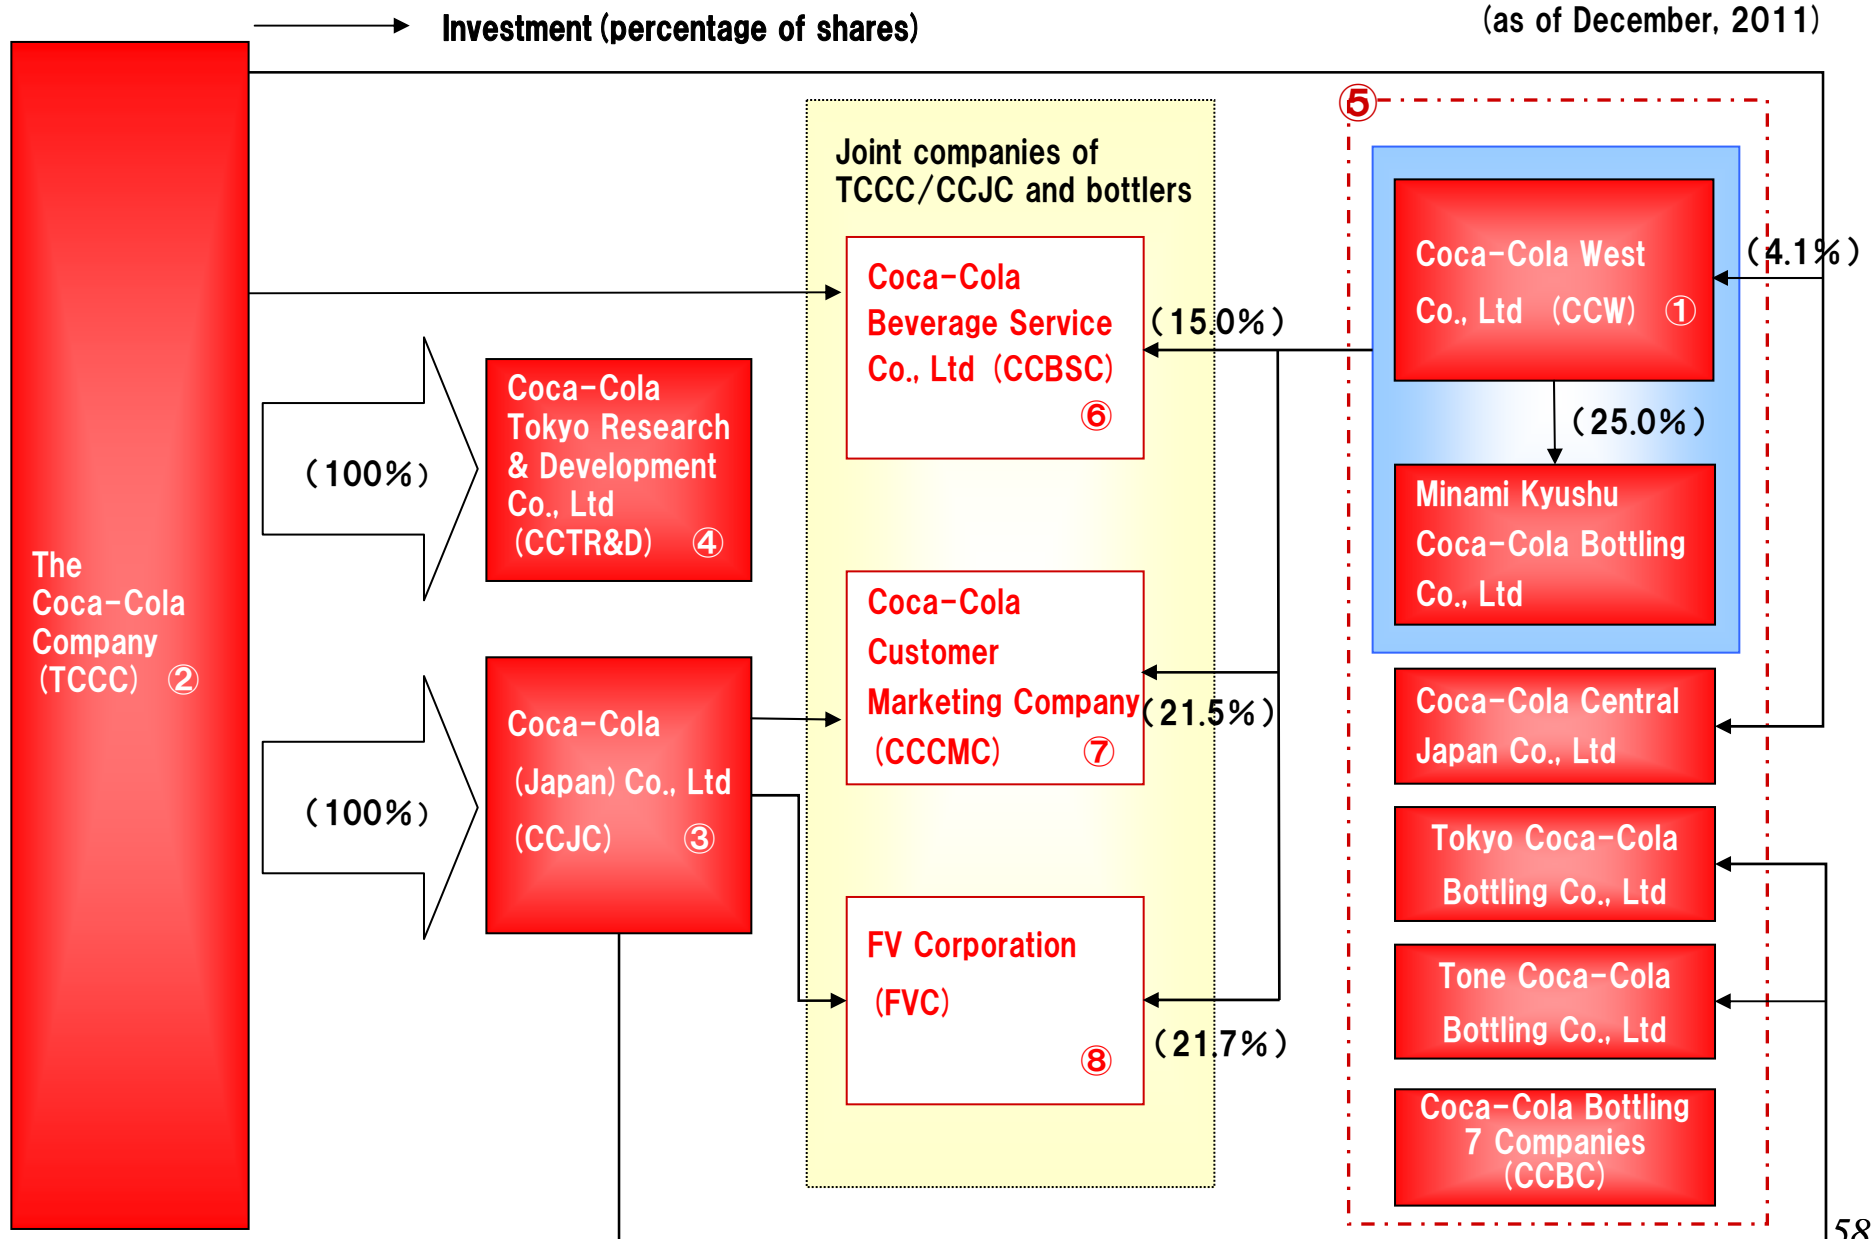 Investment (percentage of shares)
(as of December, 2011)
The
Coca-Cola
Company
(TCCC) ②
(100%)
Coca-Cola
Tokyo Research
& Development
Co., Ltd
(CCTR&D) ④
(100%)
Coca-Cola
(Japan) Co., Ltd
(CCJC) ③
Joint companies of
TCCC/CCJC and bottlers
Coca-Cola
Beverage Service
Co., Ltd (CCBSC)
⑥
(15.0%)
Coca-Cola
Customer
Marketing Company
(CCCMC) ⑦
(21.5%)
FV Corporation
(FVC)
⑧
(21.7%)
⑤
Coca-Cola West
Co., Ltd (CCW) ①
(4.1%)
(25.0%)
Minami Kyushu
Coca-Cola Bottling
Co., Ltd
Coca-Cola Central
Japan Co., Ltd
Tokyo Coca-Cola
Bottling Co., Ltd
Tone Coca-Cola
Bottling Co., Ltd
Coca-Cola Bottling
7 Companies
(CCBC)
58